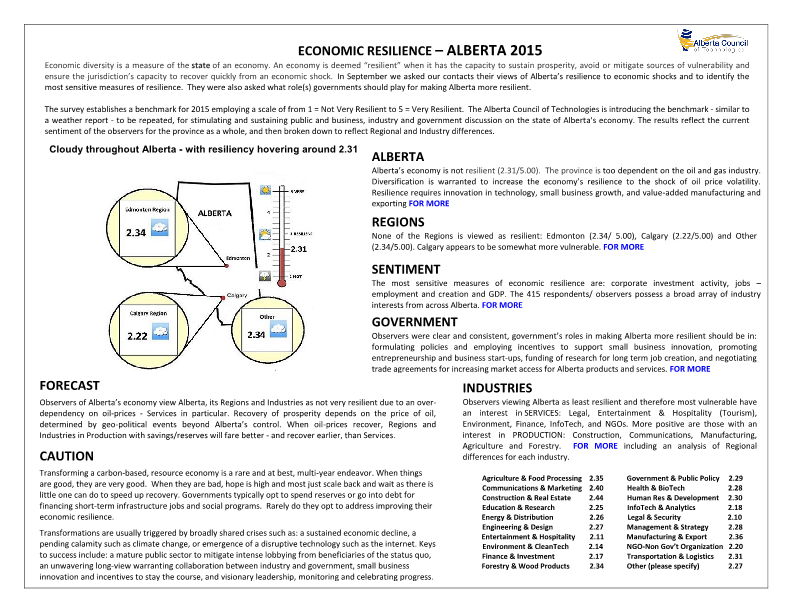 Alberta Council
of Technologies
ECONOMIC RESILIENCE – ALBERTA 2015
Economic diversity is a measure of the state of an economy. An economy is deemed "resilient" when it has the capacity to sustain prosperity, avoid or mitigate sources of vulnerability and
ensure the jurisdiction's capacity to recover quickly from an economic shock. In September we asked our contacts their views of Alberta's resilience to economic shocks and to identify the
most sensitive measures of resilience. They were also asked what role(s) governments should play for making Alberta more resilient.
The survey establishes a benchmark for 2015 employing a scale of from 1 = Not Very Resilient to 5 = Very Resilient. The Alberta Council of Technologies is introducing the benchmark - similar to
a weather report - to be repeated, for stimulating and sustaining public and business, industry and government discussion on the state of Alberta's economy. The results reflect the current
sentiment of the observers for the province as a whole, and then broken down to reflect Regional and Industry differences.
Cloudy throughout Alberta - with resiliency hovering around 2.31
Edmonton Region
2.34
ALBERTA
5 VERY
4
3 RESILIENT
2.31
2
1 NOT
Edmonton
Calgary
Calgary Region
2.22
Other
2.34
ALBERTA
Alberta's economy is not resilient (2.31/5.00). The province is too dependent on the oil and gas industry.
Diversification is warranted to increase the economy's resilience to the shock of oil price volatility.
Resilience requires innovation in technology, small business growth, and value-added manufacturing and
exporting FOR MORE
REGIONS
None of the Regions is viewed as resilient: Edmonton (2.34/ 5.00), Calgary (2.22/5.00) and Other
(2.34/5.00). Calgary appears to be somewhat more vulnerable. FOR MORE
SENTIMENT
The most sensitive measures of economic resilience are: corporate investment activity, jobs –
employment and creation and GDP. The 415 respondents/ observers possess a broad array of industry
interests from across Alberta. FOR MORE
GOVERNMENT
Observers were clear and consistent, government's roles in making Alberta more resilient should be in:
formulating policies and employing incentives to support small business innovation, promoting
entrepreneurship and business start-ups, funding of research for long term job creation, and negotiating
trade agreements for increasing market access for Alberta products and services. FOR MORE
FORECAST
Observers of Alberta's economy view Alberta, its Regions and Industries as not very resilient due to an over-
dependency on oil-prices - Services in particular. Recovery of prosperity depends on the price of oil,
determined by geo-political events beyond Alberta's control. When oil-prices recover, Regions and
Industries in Production with savings/reserves will fare better - and recover earlier, than Services.
CAUTION
Transforming a carbon-based, resource economy is a rare and at best, multi-year endeavor. When things
are good, they are very good. When they are bad, hope is high and most just scale back and wait as there is
little one can do to speed up recovery. Governments typically opt to spend reserves or go into debt for
financing short-term infrastructure jobs and social programs. Rarely do they opt to address improving their
economic resilience.
Transformations are usually triggered by broadly shared crises such as: a sustained economic decline, a
pending calamity such as climate change, or emergence of a disruptive technology such as the internet. Keys
to success include: a mature public sector to mitigate intense lobbying from beneficiaries of the status quo,
an unwavering long-view warranting collaboration between industry and government, small business
innovation and incentives to stay the course, and visionary leadership, monitoring and celebrating progress.
INDUSTRIES
Observers viewing Alberta as least resilient and therefore most vulnerable have
an interest in SERVICES: Legal, Entertainment & Hospitality (Tourism),
Environment, Finance, InfoTech, and NGOs. More positive are those with an
interest in PRODUCTION: Construction, Communications, Manufacturing,
Agriculture and Forestry. FOR MORE including an analysis of Regional
differences for each industry.
Agriculture & Food Processing 2.35 Government & Public Policy 2.29
Communications & Marketing 2.40 Health & BioTech 2.28
Construction & Real Estate 2.44 Human Res & Development 2.30
Education & Research 2.25 InfoTech & Analytics 2.18
Energy & Distribution 2.26 Legal & Security 2.10
Engineering & Design 2.27 Management & Strategy 2.28
Entertainment & Hospitality 2.11 Manufacturing & Export 2.36
Environment & CleanTech 2.14 NGO-Non Gov't Organization 2.20
Finance & Investment 2.17 Transportation & Logistics 2.31
Forestry & Wood Products 2.34 Other (please specify) 2.27